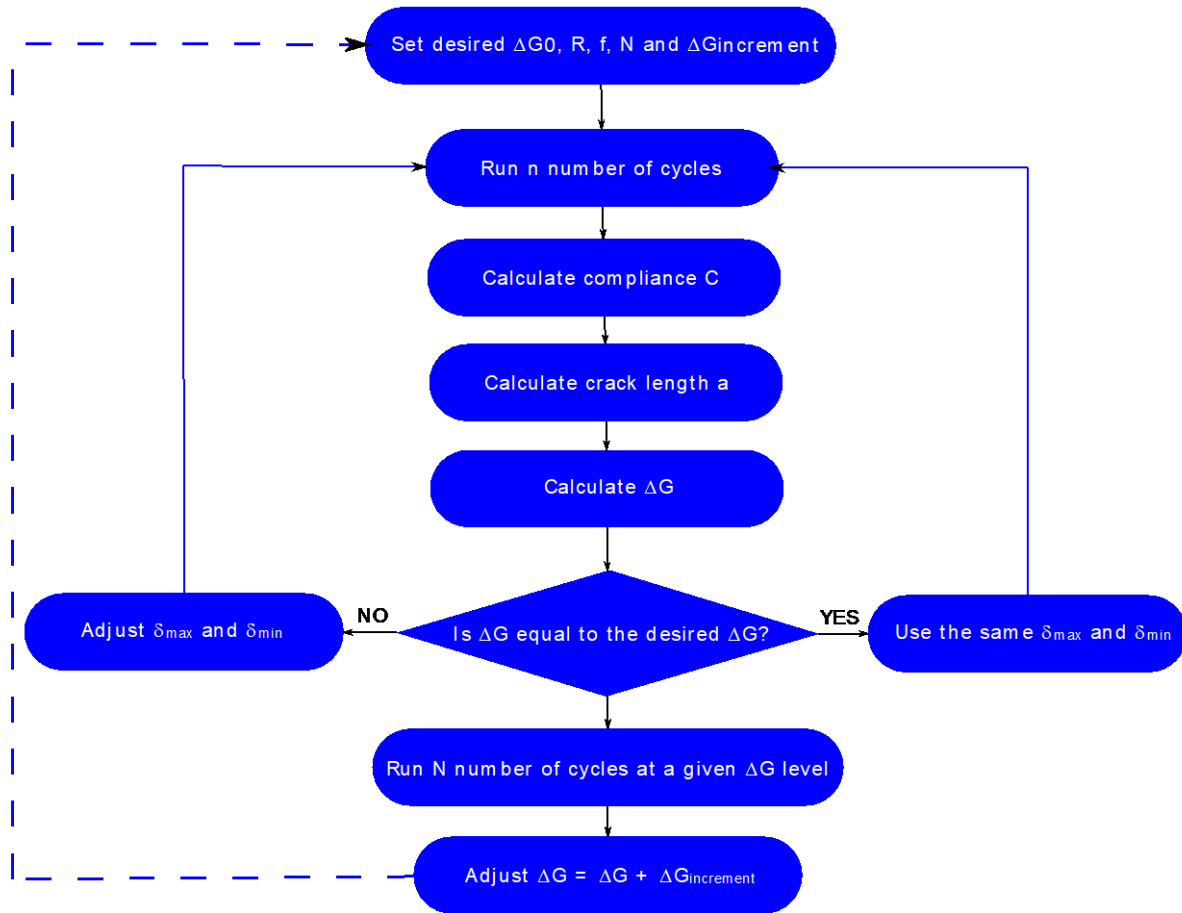 Set desired ΔG0, R, f, N and ΔGincrement
Run n number of cycles
Calculate compliance C
Calculate crack length a
Calculate ΔG
NO
YES
Adjust δmax and δmin
Is ΔG equal to the desired ΔG?
Use the same δmax and δmin
Run N number of cycles at a given ΔG level
Adjust ΔG = ΔG + ΔGincrement